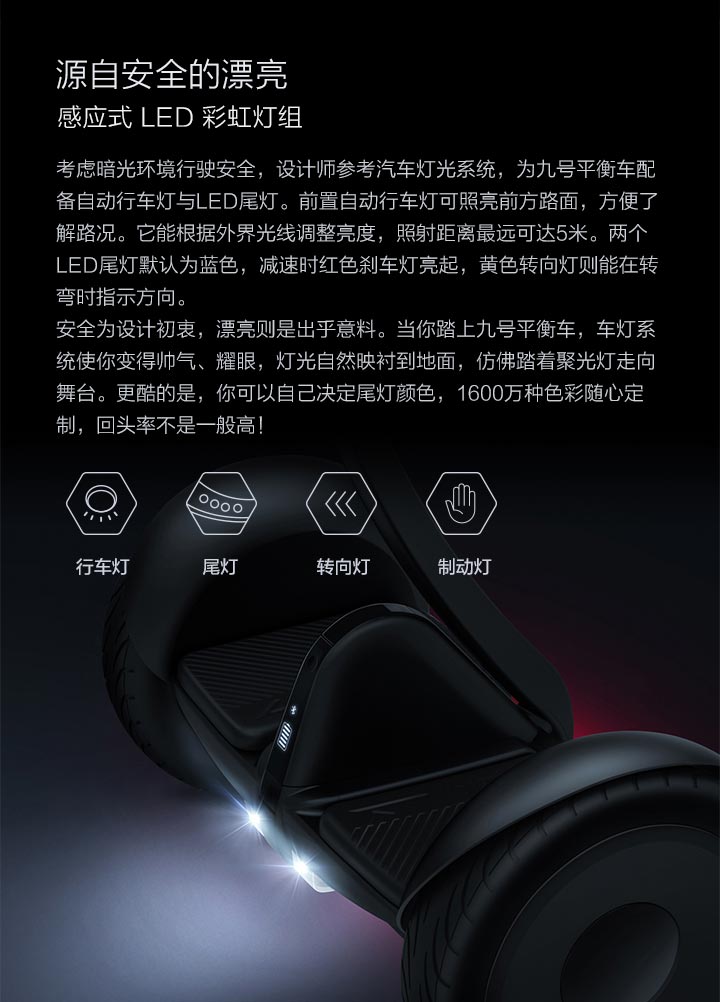 源自安全的漂亮
感应式 LED 彩虹灯组
考虑暗光环境行驶安全，设计师参考汽车灯光系统，为九号平衡车配
备自动行车灯与LED尾灯。前置自动行车灯可照亮前方路面，方便了
解路况。它能根据外界光线调整亮度，照射距离最远可达5米。两个
LED尾灯默认为蓝色，减速时红色刹车灯亮起，黄色转向灯则能在转
弯时指示方向。
安全为设计初衷，漂亮则是出乎意料。当你踏上九号平衡车，车灯系
统使你变得帅气、耀眼，灯光自然映衬到地面，仿佛踏着聚光灯走向
舞台。更酷的是，你可以自己决定尾灯颜色，1600万种色彩随心定
制，回头率不是一般高！
行车灯
尾灯
转向灯
制动灯